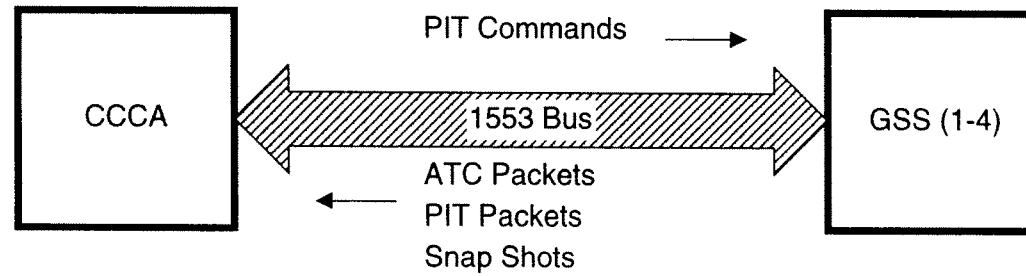 PIT Commands
CCCA
1553 Bus
GSS (1-4)
ATC Packets
PIT Packets
Snap Shots